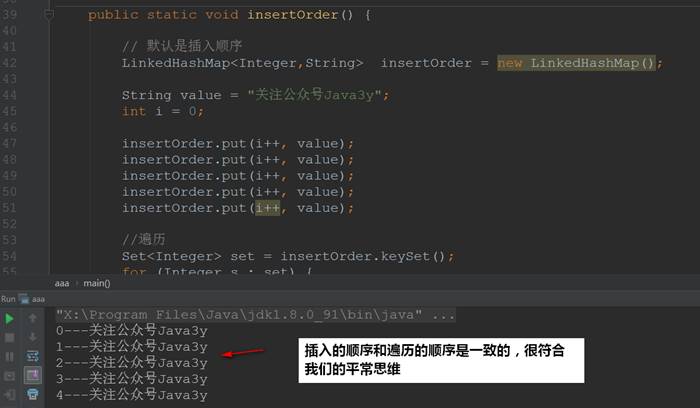 39 public static void insertOrder() {
40
41 // 默认是插入顺序
42 LinkedHashMap<Integer,String> insertOrder = new LinkedHashMap();
43
44 String value = "关注公众号Java3y";
45 int i = 0;
46
47 insertOrder.put(i++, value);
48 insertOrder.put(i++, value);
49 insertOrder.put(i++, value);
50 insertOrder.put(i++, value);
51 insertOrder.put(i++, value);
52
53 //遍历
54 Set<Integer> set = insertOrder.keySet();
55 for (Integer s : set) {
aaa › main()
Run aaa
"X:\Program Files\Java\jdk1.8.0_91\bin\java" ...
0---关注公众号Java3y
1---关注公众号Java3y
2---关注公众号Java3y
3---关注公众号Java3y
4---关注公众号Java3y
插入的顺序和遍历的顺序是一致的，很符合
我们的平常思维